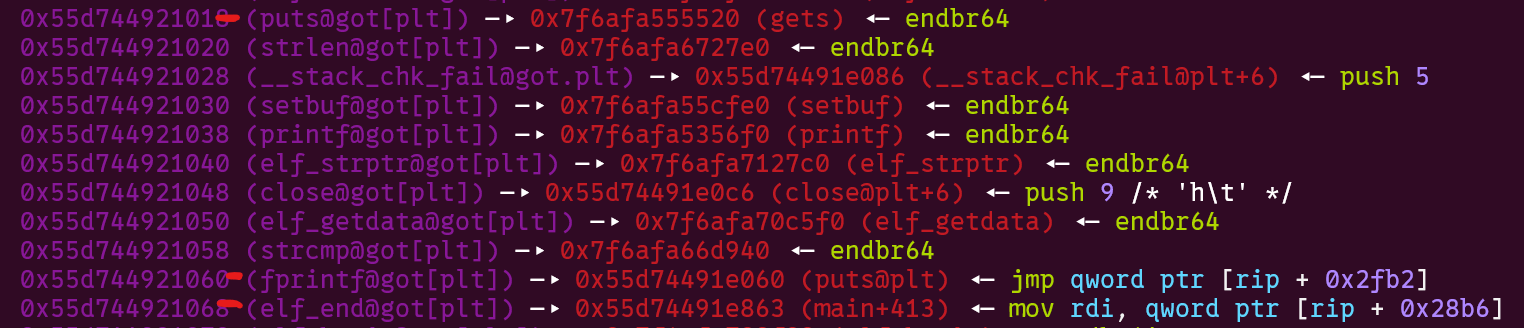 0x55d744921018 (puts@got[plt]) —▸ 0x7f6afa555520 (gets) ◂— endbr64
0x55d744921020 (strlen@got[plt]) —▸ 0x7f6afa6727e0 ◂— endbr64
0x55d744921028 (__stack_chk_fail@got.plt) —▸ 0x55d74491e086 (__stack_chk_fail@plt+6) ◂— push 5
0x55d744921030 (setbuf@got[plt]) —▸ 0x7f6afa55cfe0 (setbuf) ◂— endbr64
0x55d744921038 (printf@got[plt]) —▸ 0x7f6afa5356f0 (printf) ◂— endbr64
0x55d744921040 (elf_strptr@got[plt]) —▸ 0x7f6afa7127c0 (elf_strptr) ◂— endbr64
0x55d744921048 (close@got[plt]) —▸ 0x55d74491e0c6 (close@plt+6) ◂— push 9 /* 'h\t' */
0x55d744921050 (elf_getdata@got[plt]) —▸ 0x7f6afa70c5f0 (elf_getdata) ◂— endbr64
0x55d744921058 (strcmp@got[plt]) —▸ 0x7f6afa66d940 ◂— endbr64
0x55d744921060 (fprintf@got[plt]) —▸ 0x55d74491e060 (puts@plt) ◂— jmp qword ptr [rip + 0x2fb2]
0x55d744921068 (elf_end@got[plt]) —▸ 0x55d74491e863 (main+413) ◂— mov rdi, qword ptr [rip + 0x28b6]